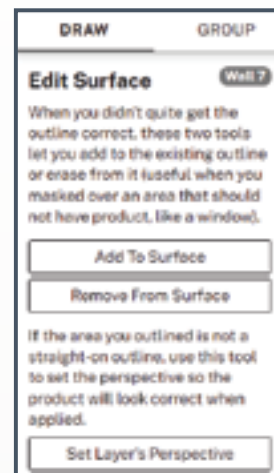 DRAW GROUP
Edit Surface Wall 7
When you didn't quite get the
outline correct, these two tools
let you add to the existing outline
or erase from it (useful when you
masked over an area that should
not have product, like a window).
Add To Surface
Remove From Surface
If the area you outlined is not a
straight-on outline, use this tool
to set the perspective so the
product will look correct when
applied.
Set Layer's Perspective